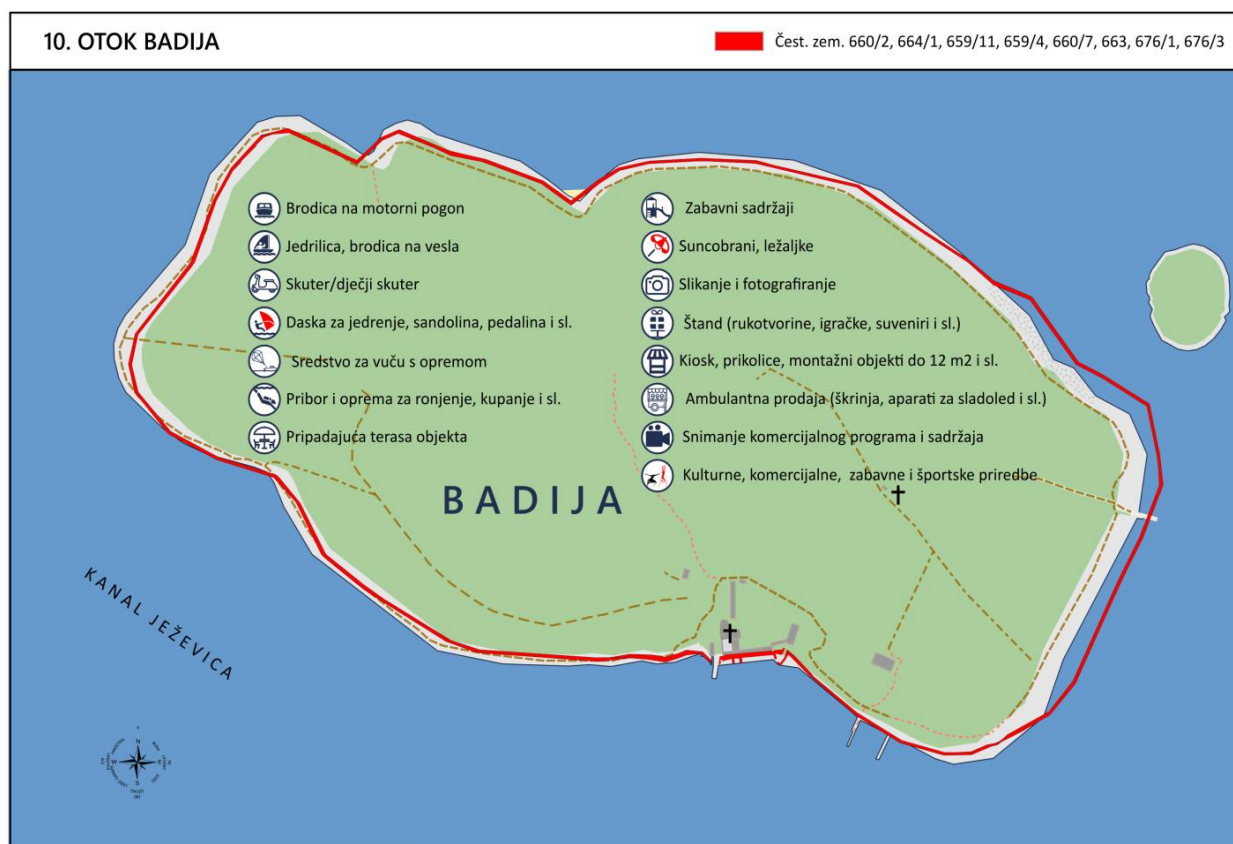 10. OTOK BADIJA
Čest. zem. 660/2, 664/1, 659/11, 659/4, 660/7, 663, 676/1, 676/3
Brodica na motorni pogon
Jedrilica, brodica na vesla
Skuter/dječji skuter
Daska za jedrenje, sandolina, pedalina i sl.
Sredstvo za vuču s opremom
Pribor i oprema za ronjenje, kupanje i sl.
Pripadajuća terasa objekta
Zabavni sadržaji
Suncobrani, ležaljke
Slikanje i fotografiranje
Štand (rukotvorine, igračke, suveniri i sl.)
Kiosk, prikolice, montažni objekti do 12 m2 i sl.
Ambulantna prodaja (škrinja, aparati za sladoled i sl.)
Snimanje komercijalnog programa i sadržaja
Kulturne, komercijalne, zabavne i športske priredbe
BADIJA
KANAL JEŽEVICA
N
W
E
S